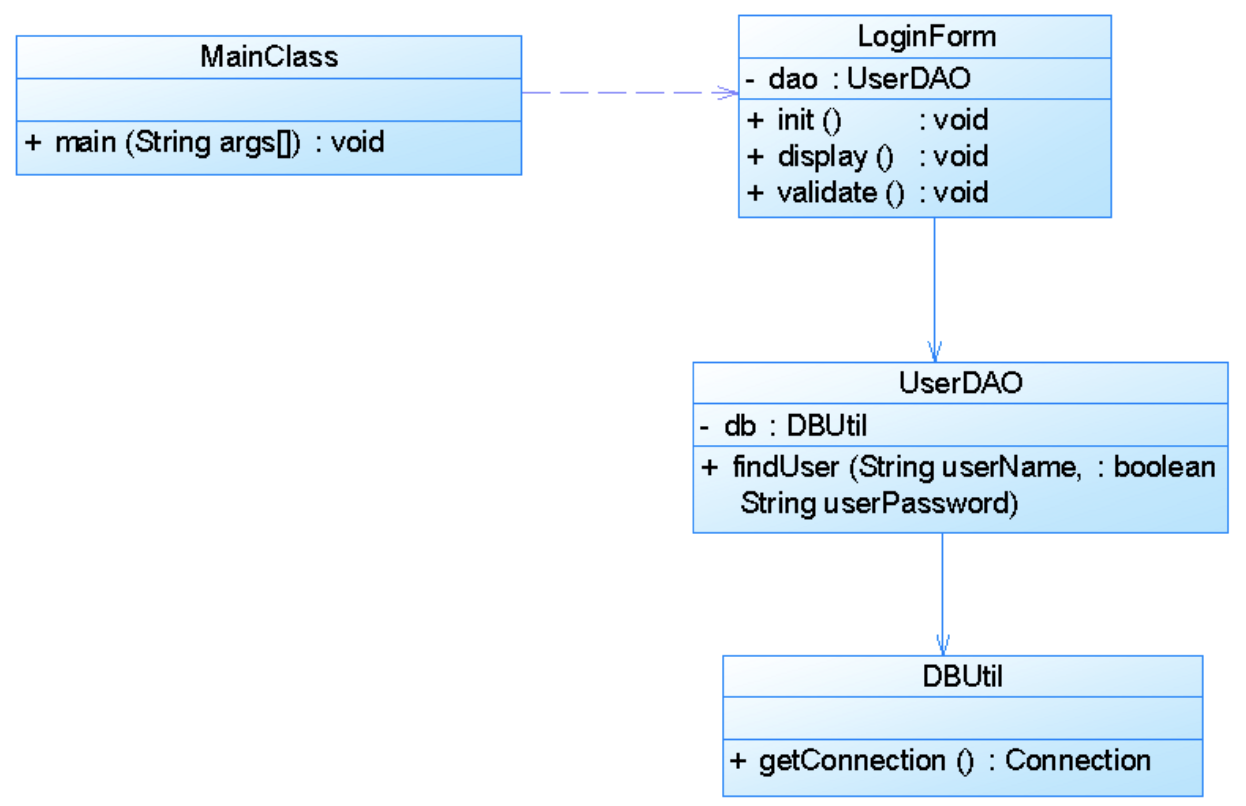 MainClass
+ main (String args[]) : void
LoginForm
- dao : UserDAO
+ init () : void
+ display () : void
+ validate () : void
UserDAO
- db : DBUtil
+ findUser (String userName, : boolean
String userPassword)
DBUtil
+ getConnection () : Connection